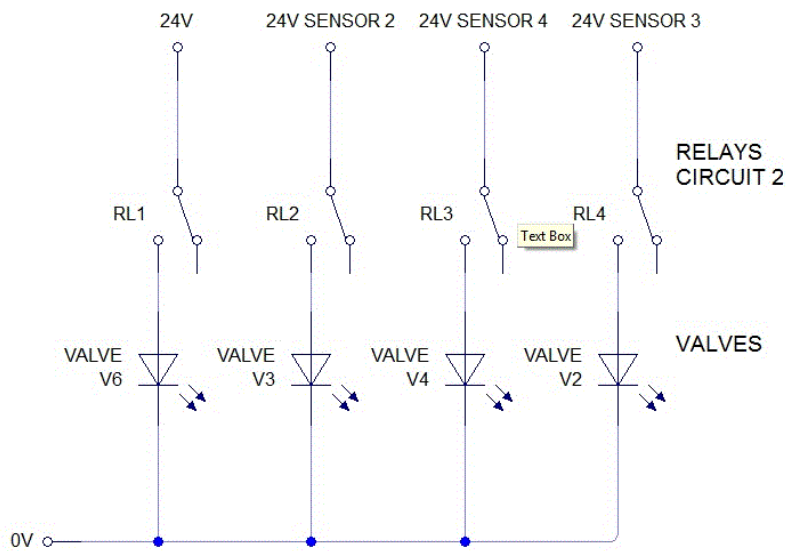 24V
24V SENSOR 2
24V SENSOR 4
24V SENSOR 3
RELAYS
CIRCUIT 2
RL1
RL2
RL3
Text Box
RL4
VALVES
VALVE
V6
VALVE
V3
VALVE
V4
VALVE
V2
0V